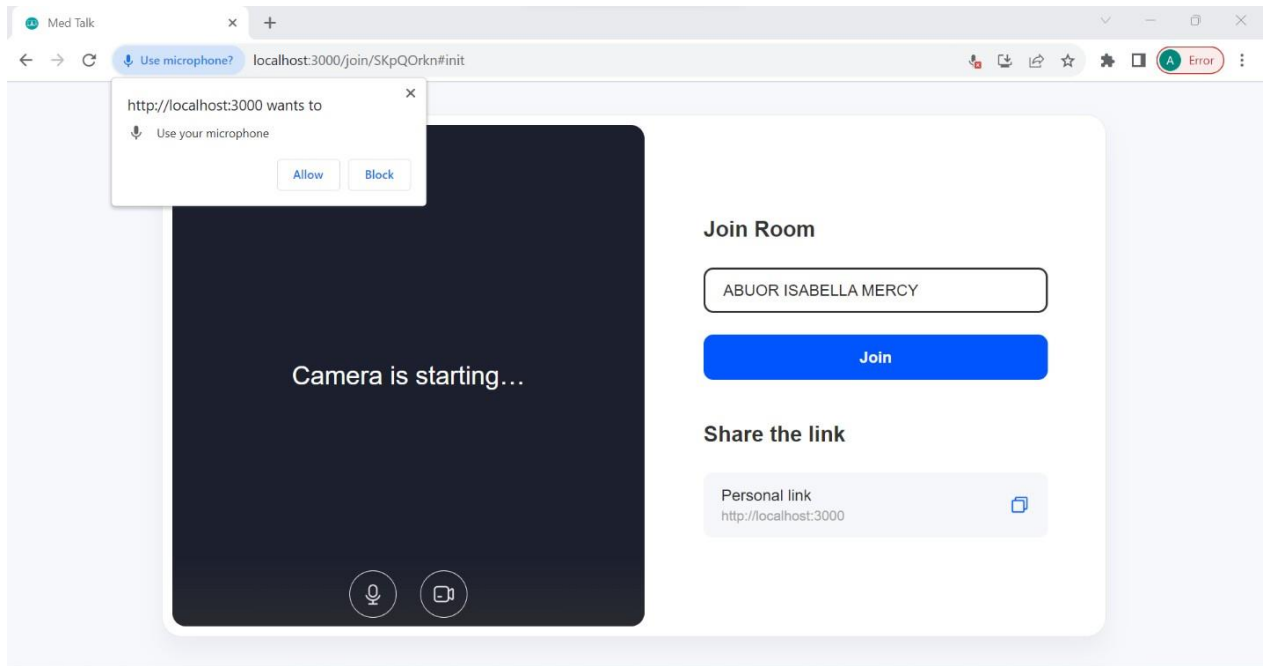 Med Talk
Use microphone?
localhost:3000/join/SKpQOrkn#init
A Error
http://localhost:3000 wants to
Use your microphone
Allow Block
Camera is starting...
Join Room
ABUOR ISABELLA MERCY
Join
Share the link
Personal link
http://localhost:3000